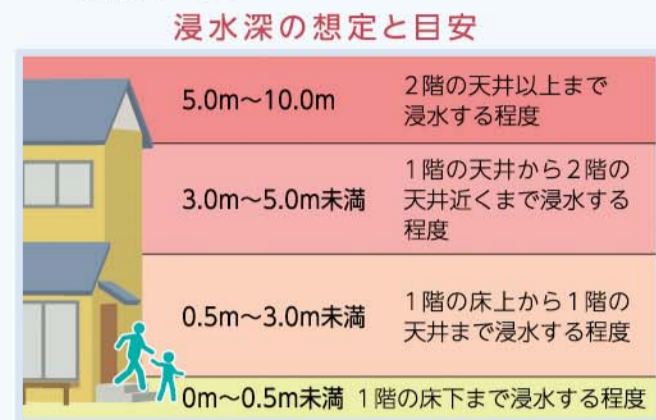 浸水深の想定と目安
5.0m～10.0m
2階の天井以上まで
浸水する程度
3.0m～5.0m未満
1階の天井から2階の
天井近くまで浸水する
程度
0.5m～3.0m未満
1階の床上から1階の
天井まで浸水する程度
0m～0.5m未満 1階の床下まで浸水する程度